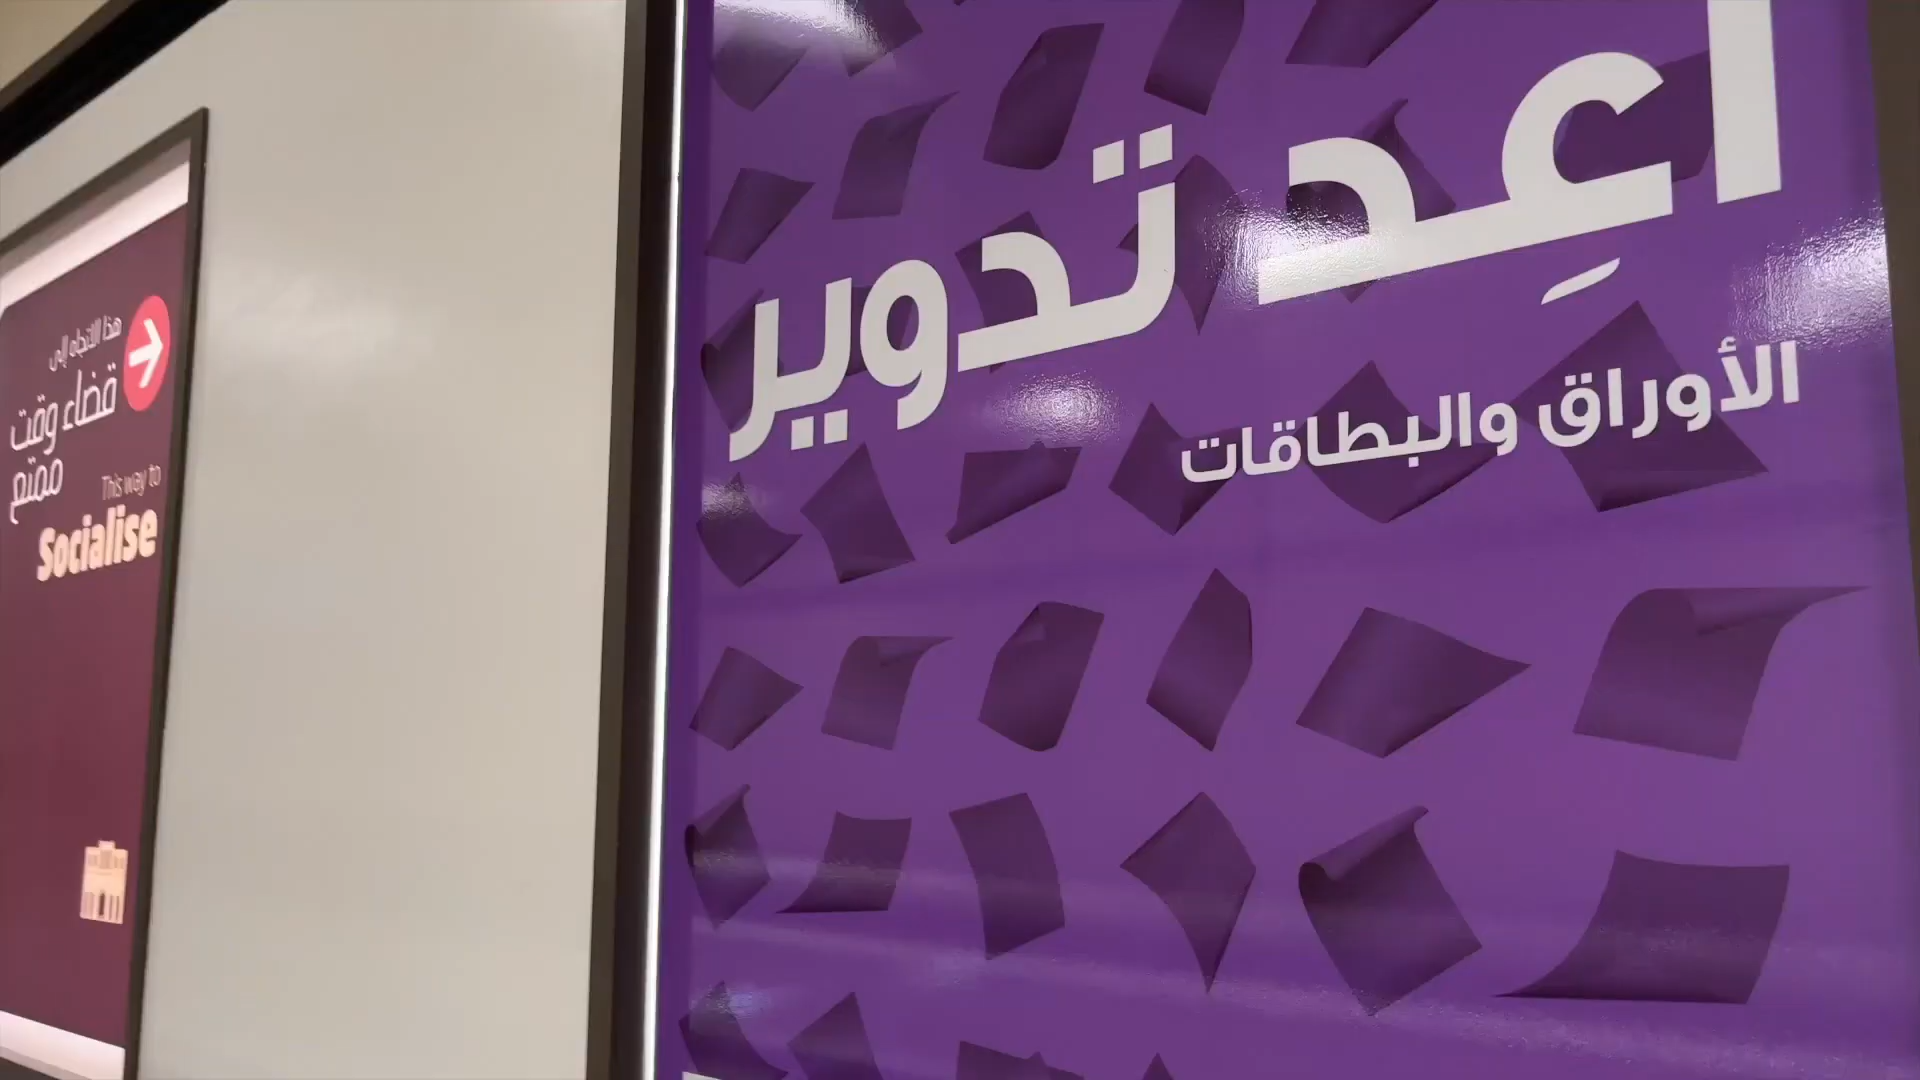 أعِد تدوير
الأوراق والبطاقات
هذا الاتجاه إلى
قضاء وقت
ممتع
This way to
Socialise